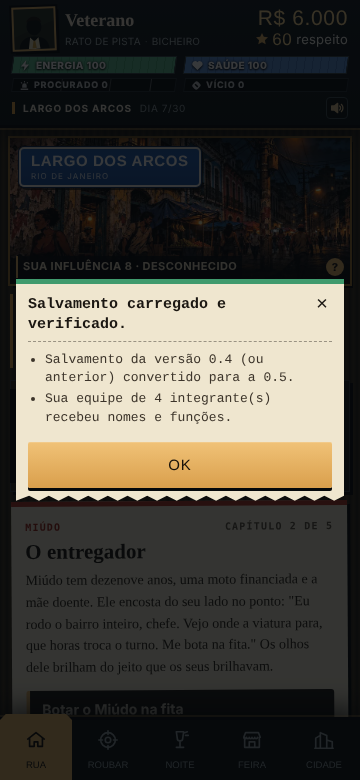 Veterano
R$ 6.000
RATO DE PISTA · BICHEIRO
60 respeito
ENERGIA 100
SAÚDE 100
PROCURADO 0
VÍCIO 0
LARGO DOS ARCOS DIA 7/30
LARGO DOS ARCOS
RIO DE JANEIRO
SUA INFLUÊNCIA 8 · DESCONHECIDO
?
Salvamento carregado e
verificado.
×
• Salvamento da versão 0.4 (ou
anterior) convertido para a 0.5.
• Sua equipe de 4 integrante(s)
recebeu nomes e funções.
OK
MIÚDO
CAPÍTULO 2 DE 5
O entregador
Miúdo tem dezenove anos, uma moto financiada e a
mãe doente. Ele encosta do seu lado no ponto: "Eu
rodo o bairro inteiro, chefe. Vejo onde a viatura para,
que horas troca o turno. Me bota na fita." Os olhos
dele brilham do jeito que os seus brilhavam.
Botar o Miúdo na fita
RUA
ROUBAR
NOITE
FEIRA
CIDADE